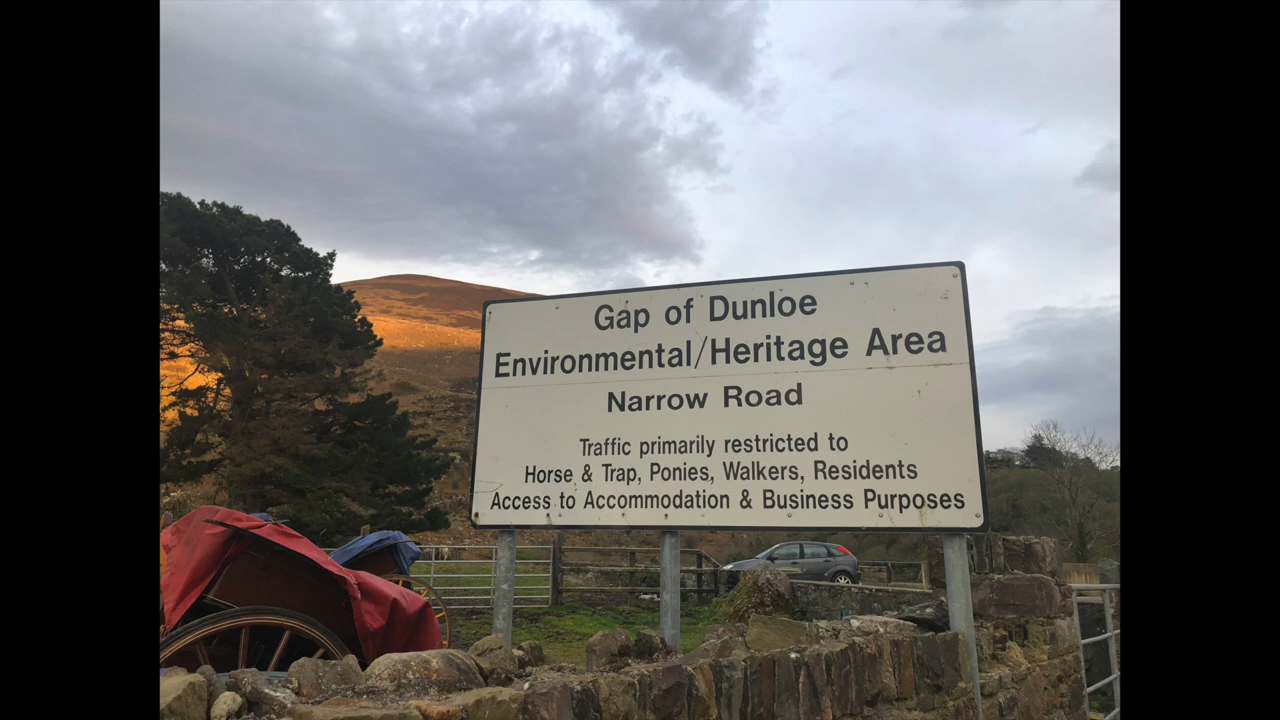 Gap of Dunloe
Environmental/Heritage Area
Narrow Road
Traffic primarily restricted to
Horse & Trap, Ponies, Walkers, Residents
Access to Accommodation & Business Purposes